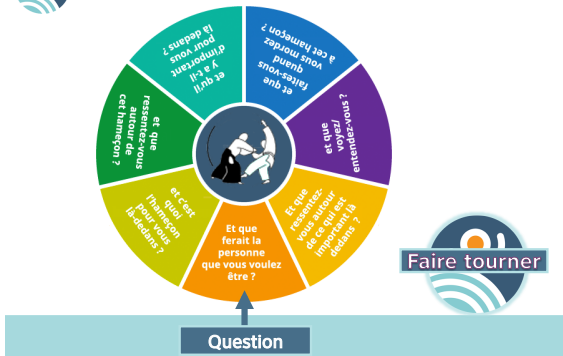 et que
faites-vous
quand
vous mordez
à cet hameçon ?
et que
voyez/
entendez-vous ?
Et que
ressentez-
vous autour
de ce qui est
important là
dedans ?
Et que
ferait la
personne
que vous voulez
être ?
et c'est
quoi
l'hameçon
pour vous
là-dedans ?
et que
ressentez-vous
autour de
cet hameçon ?
et qu'il
y a t-il
d'important
pour vous
là dedans ?
Faire tourner
Question